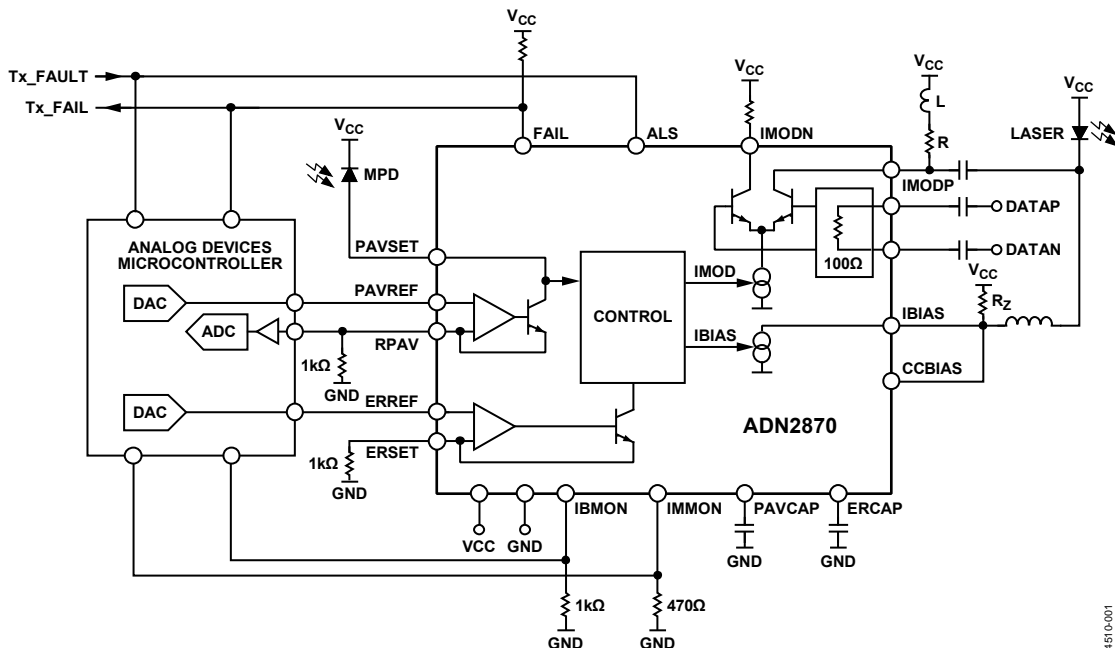 VCC
Tx_FAULT
Tx_FAIL
VCC
FAIL
ALS
VCC
IMODN
VCC
L
R
VCC
LASER
MPD
IMODP
DATAP
DATAN
100Ω
ANALOG DEVICES
MICROCONTROLLER
PAVSET
DAC
PAVREF
ADC
RPAV
1kΩ
GND
CONTROL
IMOD
IBIAS
VCC
RZ
IBIAS
CCBIAS
DAC
ERREF
ERSET
1kΩ
GND
ADN2870
VCC
GND
IBMON
IMMON
PAVCAP
ERCAP
GND
GND
1kΩ
470Ω
GND
GND
4510-001